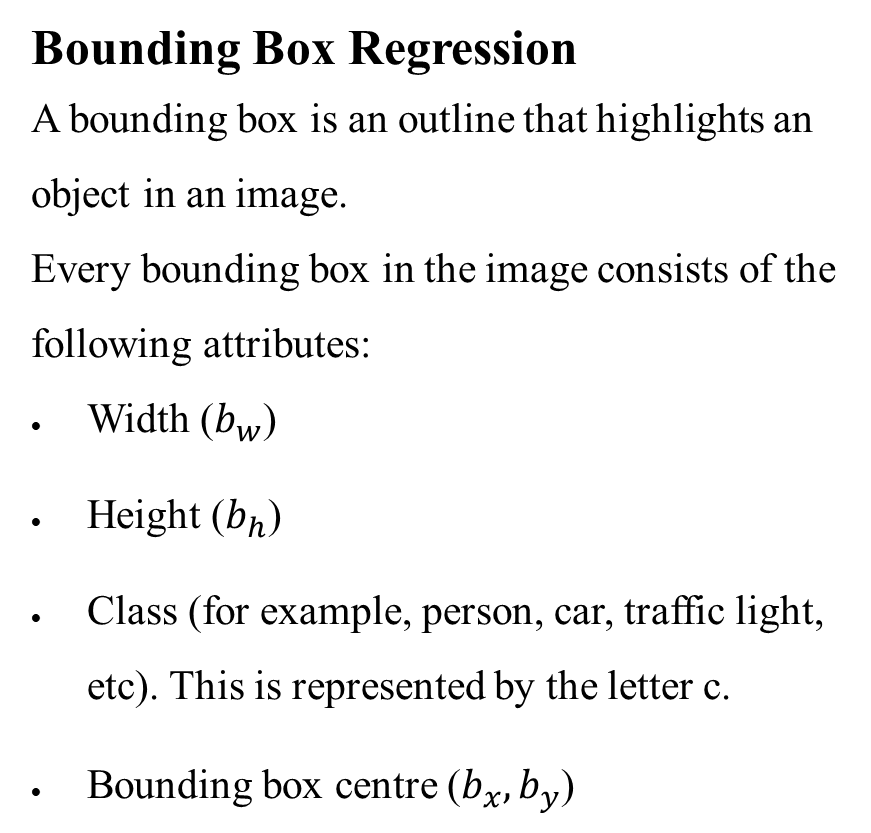 Bounding Box Regression
A bounding box is an outline that highlights an
object in an image.
Every bounding box in the image consists of the
following attributes:
• Width (b_w)
• Height (b_h)
• Class (for example, person, car, traffic light,
etc). This is represented by the letter c.
• Bounding box centre (b_x, b_y)